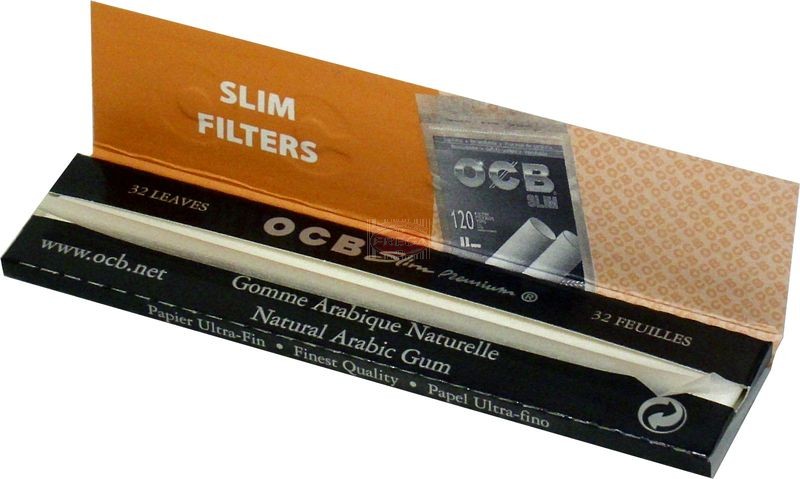 SLIM
FILTERS
OCB
SLIM
120
32 LEAVES
OCB Slim Premium ®
32 FEUILLES
www.ocb.net
Gomme Arabique Naturelle
Natural Arabic Gum
Papier Ultra-Fin • Finest Quality • Papel Ultra-fino